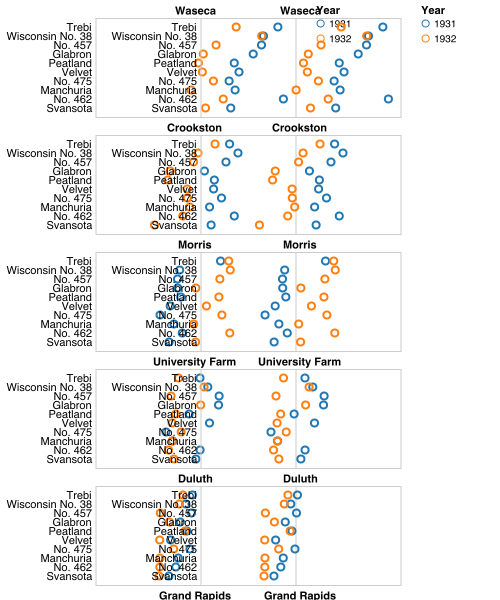 Waseca Waseca Year Year
Trebi Trebi 1931 1931
Wisconsin No. 38 Wisconsin No. 38 1932 1932
No. 457 No. 457
Glabron Glabron
Peatland Peatland
Velvet Velvet
No. 475 No. 475
Manchuria Manchuria
No. 462 No. 462
Svansota Svansota
Crookston Crookston
Trebi Trebi
Wisconsin No. 38 Wisconsin No. 38
No. 457 No. 457
Glabron Glabron
Peatland Peatland
Velvet Velvet
No. 475 No. 475
Manchuria Manchuria
No. 462 No. 462
Svansota Svansota
Morris Morris
Trebi Trebi
Wisconsin No. 38 Wisconsin No. 38
No. 457 No. 457
Glabron Glabron
Peatland Peatland
Velvet Velvet
No. 475 No. 475
Manchuria Manchuria
No. 462 No. 462
Svansota Svansota
University Farm University Farm
Trebi Trebi
Wisconsin No. 38 Wisconsin No. 38
No. 457 No. 457
Glabron Glabron
Peatland Peatland
Velvet Velvet
No. 475 No. 475
Manchuria Manchuria
No. 462 No. 462
Svansota Svansota
Duluth Duluth
Trebi Trebi
Wisconsin No. 38 Wisconsin No. 38
No. 457 No. 457
Glabron Glabron
Peatland Peatland
Velvet Velvet
No. 475 No. 475
Manchuria Manchuria
No. 462 No. 462
Svansota Svansota
Grand Rapids Grand Rapids